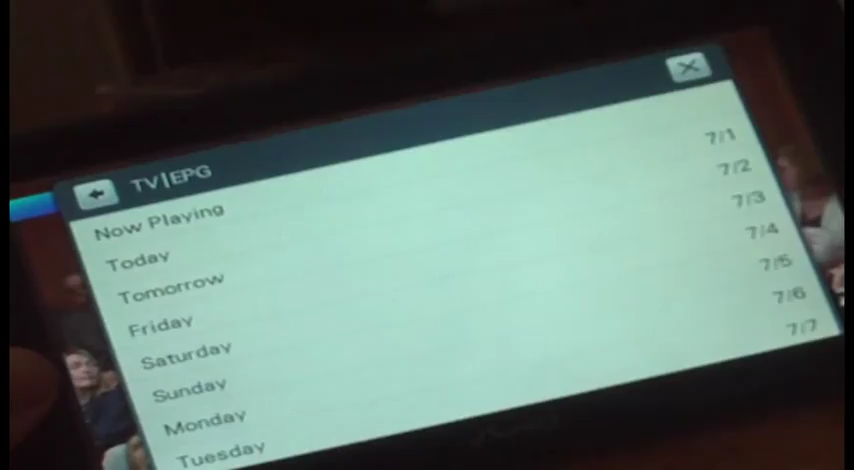 TV|EPG
Now Playing
Today 7/1
Tomorrow 7/2
Friday 7/3
Saturday 7/4
Sunday 7/5
Monday 7/6
Tuesday 7/7